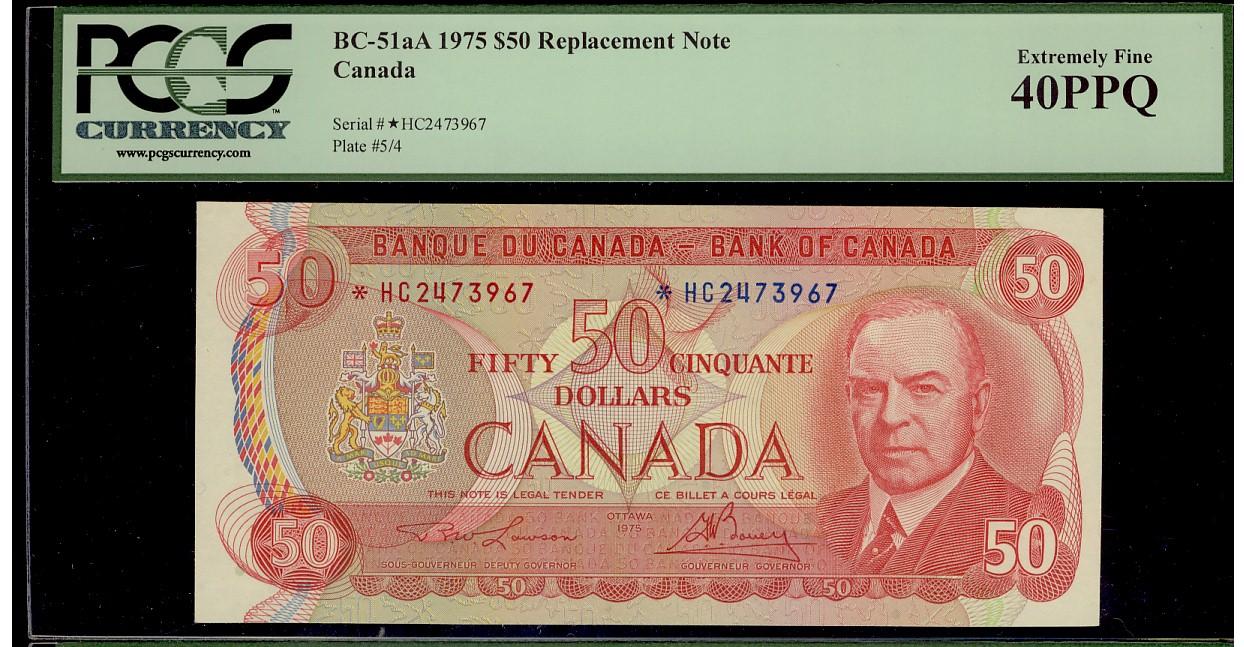 PCGS
CURRENCY
TM
www.pcgscurrency.com
BC-51aA 1975 $50 Replacement Note
Canada
Serial # ★HC2473967
Plate #5/4
Extremely Fine
40PPQ
BANQUE DU CANADA – BANK OF CANADA
50 50
* HC2473967 * HC2473967
50
FIFTY CINQUANTE
DOLLARS
CANADA
THIS NOTE IS LEGAL TENDER CE BILLET A COURS LÉGAL
OTTAWA
1975
50 50
SOUS-GOUVERNEUR DEPUTY GOVERNOR GOUVERNEUR GOVERNOR
50 50